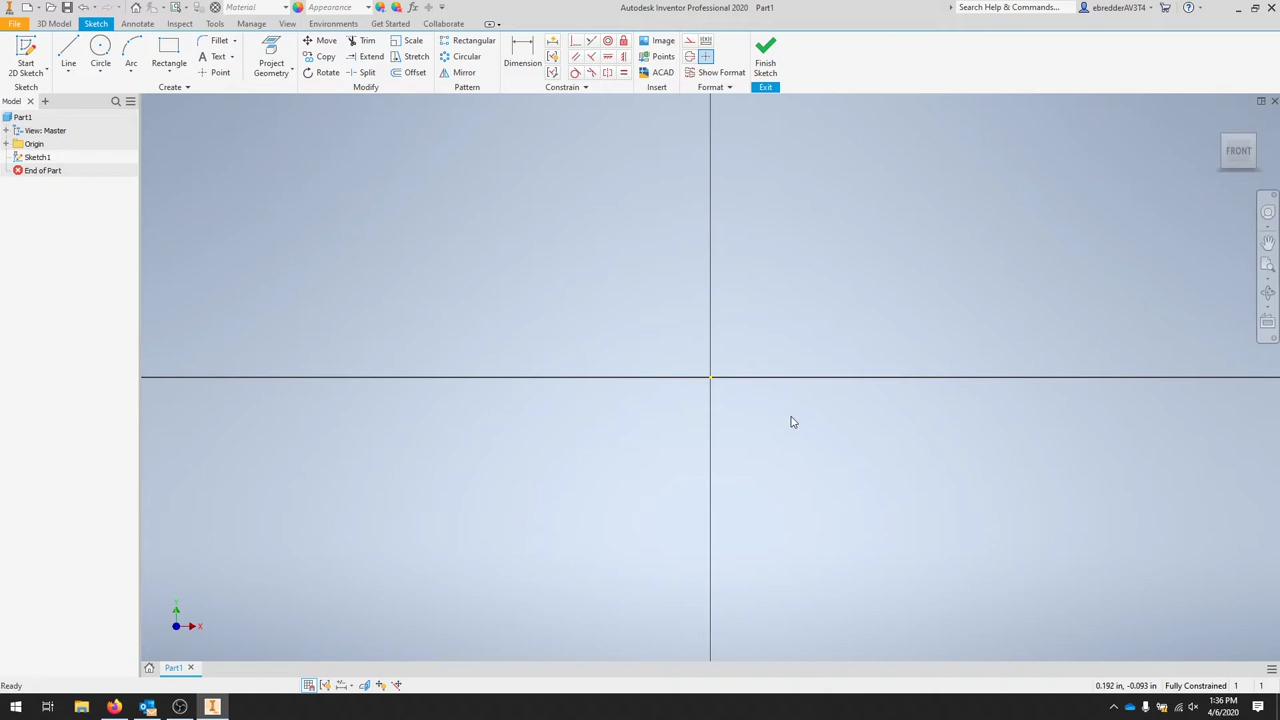 Material
Appearance
Autodesk Inventor Professional 2020 Part1
Search Help & Commands...
ebredderAV3T4
File
3D Model
Sketch
Annotate
Inspect
Tools
Manage
View
Environments
Get Started
Collaborate
Start
2D Sketch
Line
Circle
Arc
Rectangle
Fillet
Text
Point
Project
Geometry
Move
Copy
Rotate
Trim
Extend
Split
Scale
Stretch
Offset
Rectangular
Circular
Mirror
Dimension
Image
Points
ACAD
Show Format
Finish
Sketch
Sketch
Create
Modify
Pattern
Constrain
Insert
Format
Exit
Model
Part1
View: Master
Origin
Sketch1
End of Part
FRONT
Y
X
Part1
Ready
0.192 in, -0.093 in
Fully Constrained
1
1
1:36 PM
4/6/2020